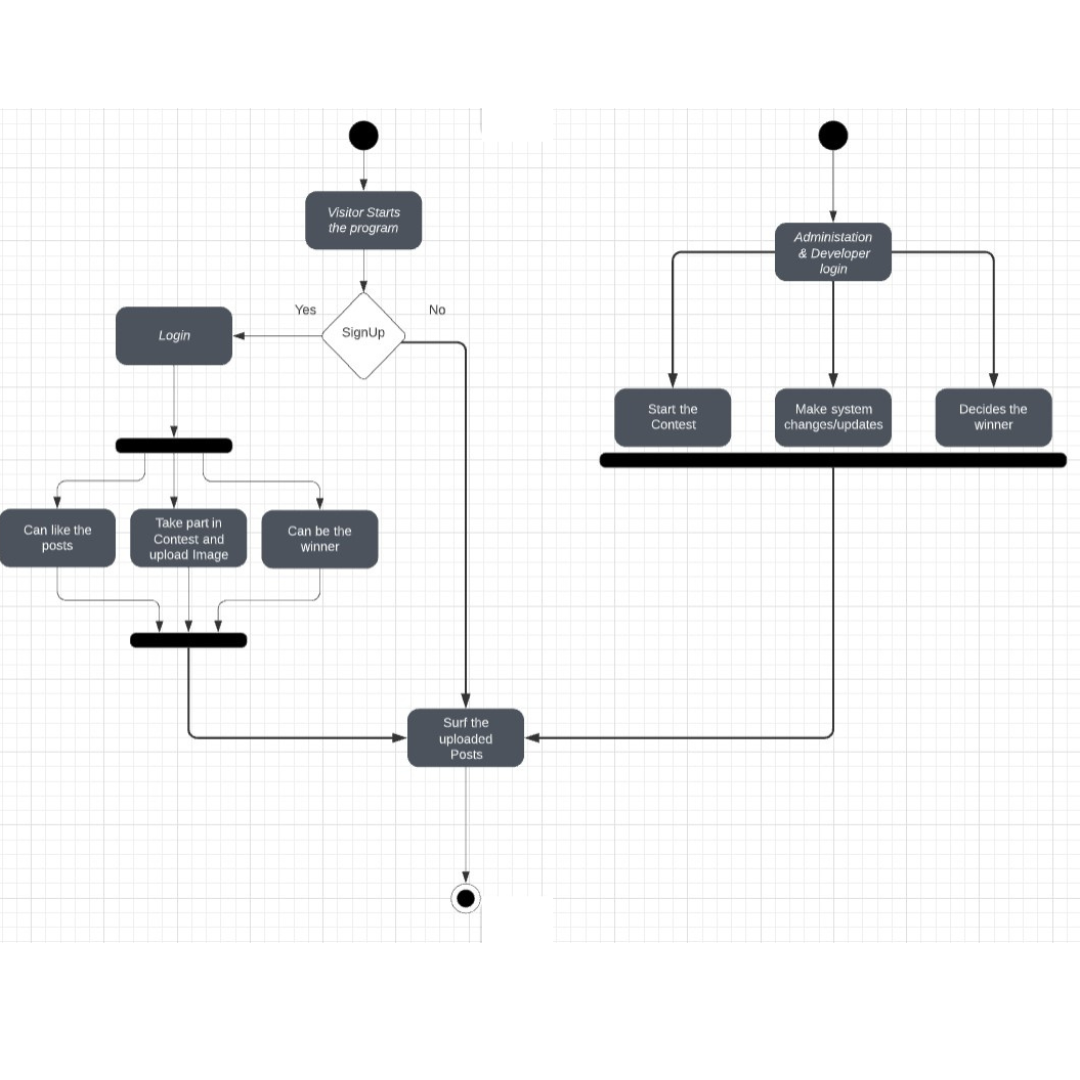 Visitor Starts
the program
Yes
No
SignUp
Login
Can like the
posts
Take part in
Contest and
upload Image
Can be the
winner
Surf the
uploaded
Posts
Administation
& Developer
login
Start the
Contest
Make system
changes/updates
Decides the
winner